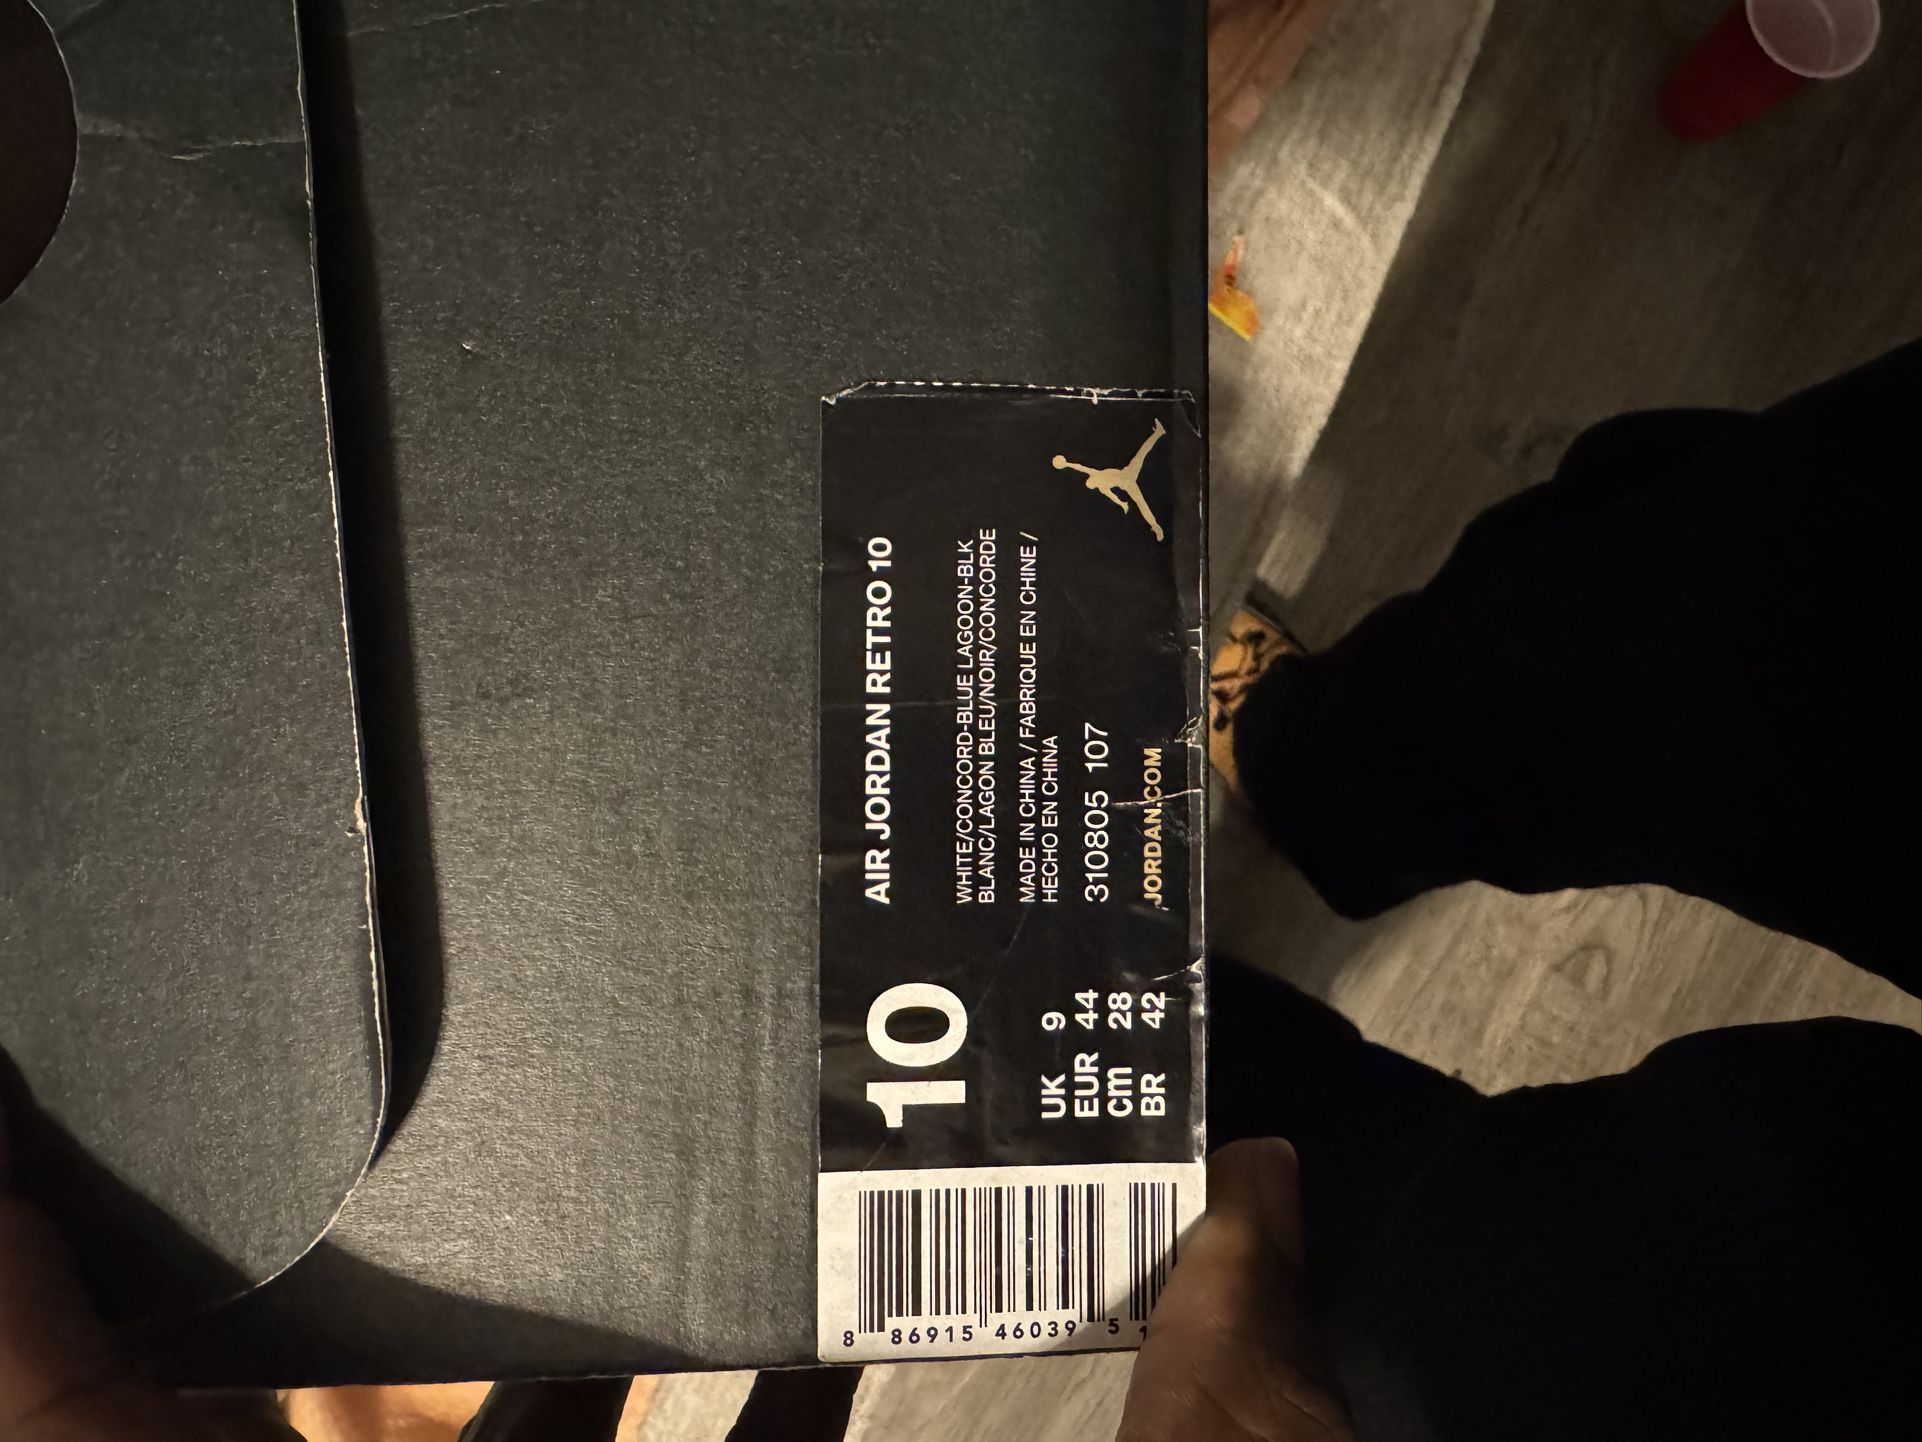 AIR JORDAN RETRO 10
WHITE/CONCORD-BLUE LAGOON-BLK
BLANC/LAGON BLEU/NOIR/CONCORDE
MADE IN CHINA / FABRIQUE EN CHINE /
HECHO EN CHINA
310805 107
JORDAN.COM
10
UK 9
EUR 44
cm 28
BR 42
8 86915 46039 5 1